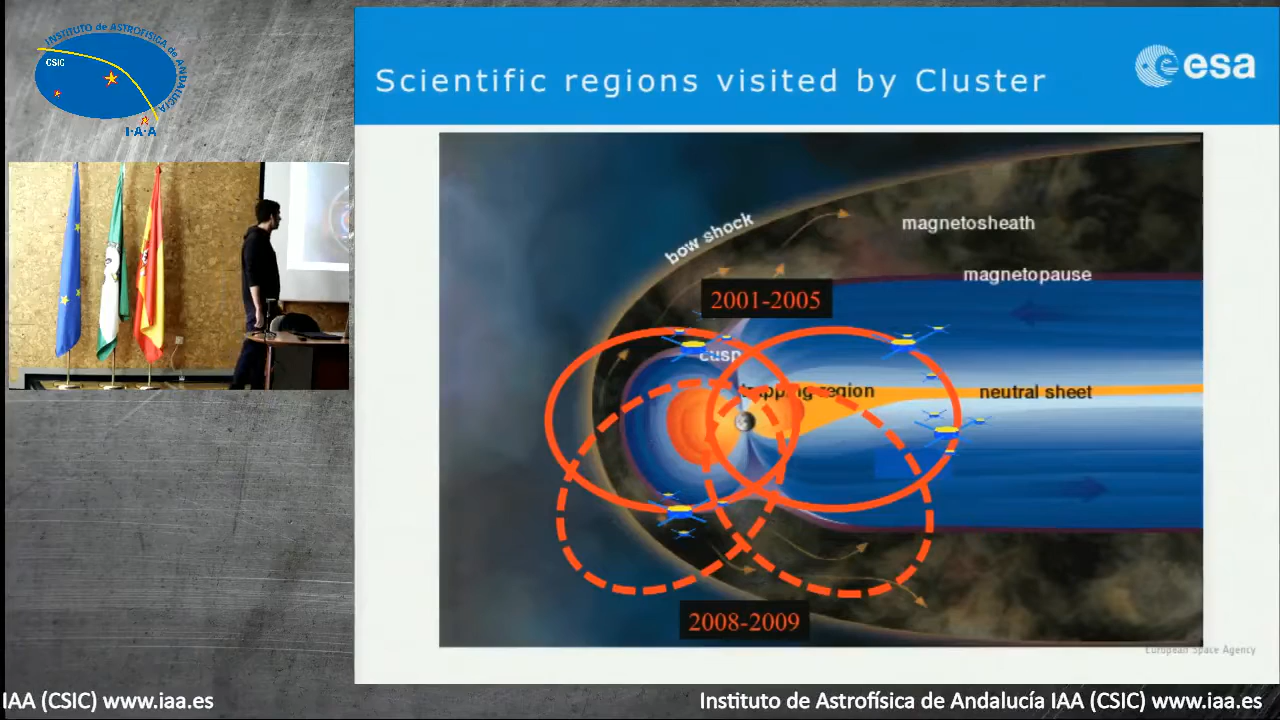 INSTITUTO de ASTROFÍSICA de ANDALUCÍA
CSIC
I·A·A
Scientific regions visited by Cluster
esa
bow shock
magnetosheath
magnetopause
2001-2005
cusp
trapping region
neutral sheet
2008-2009
European Space Agency
IAA (CSIC) www.iaa.es
Instituto de Astrofísica de Andalucía IAA (CSIC) www.iaa.es